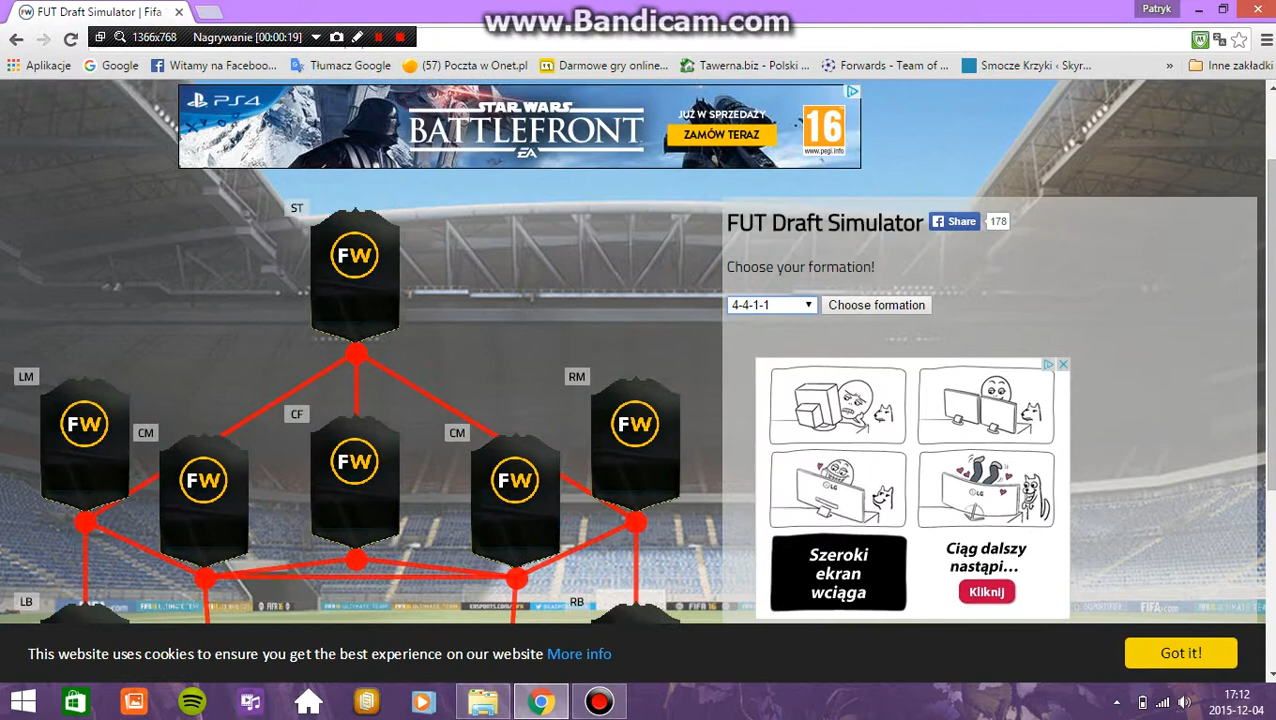 FUT Draft Simulator | Fifa
www.Bandicam.com
Patryk
1366x768 Nagrywanie [00:00:19]
Aplikacje Google Witamy na Faceboo... Tłumacz Google (57) Poczta w Onet.pl Darmowe gry online... Tawerna.biz - Polski ... Forwards - Team of ... Smocze Krzyki < Skyr... » Inne zakładki
PS4
STAR WARS
BATTLEFRONT
EA
JUŻ W SPRZEDAŻY
ZAMÓW TERAZ
16
www.pegi.info
FUT Draft Simulator Share 178
Choose your formation!
4-4-1-1 Choose formation
ST
FW
LM
FW
CM
FW
CF
FW
CM
FW
RM
FW
LB
RB
LG
LG
Szeroki
ekran
wciąga
Ciąg dalszy
nastąpi...
Kliknij
This website uses cookies to ensure you get the best experience on our website More info
Got it!
17:12
2015-12-04